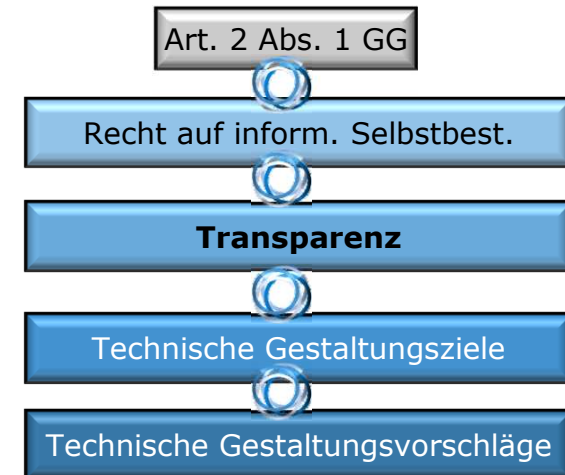 Art. 2 Abs. 1 GG
Recht auf inform. Selbstbest.
Transparenz
Technische Gestaltungsziele
Technische Gestaltungsvorschläge